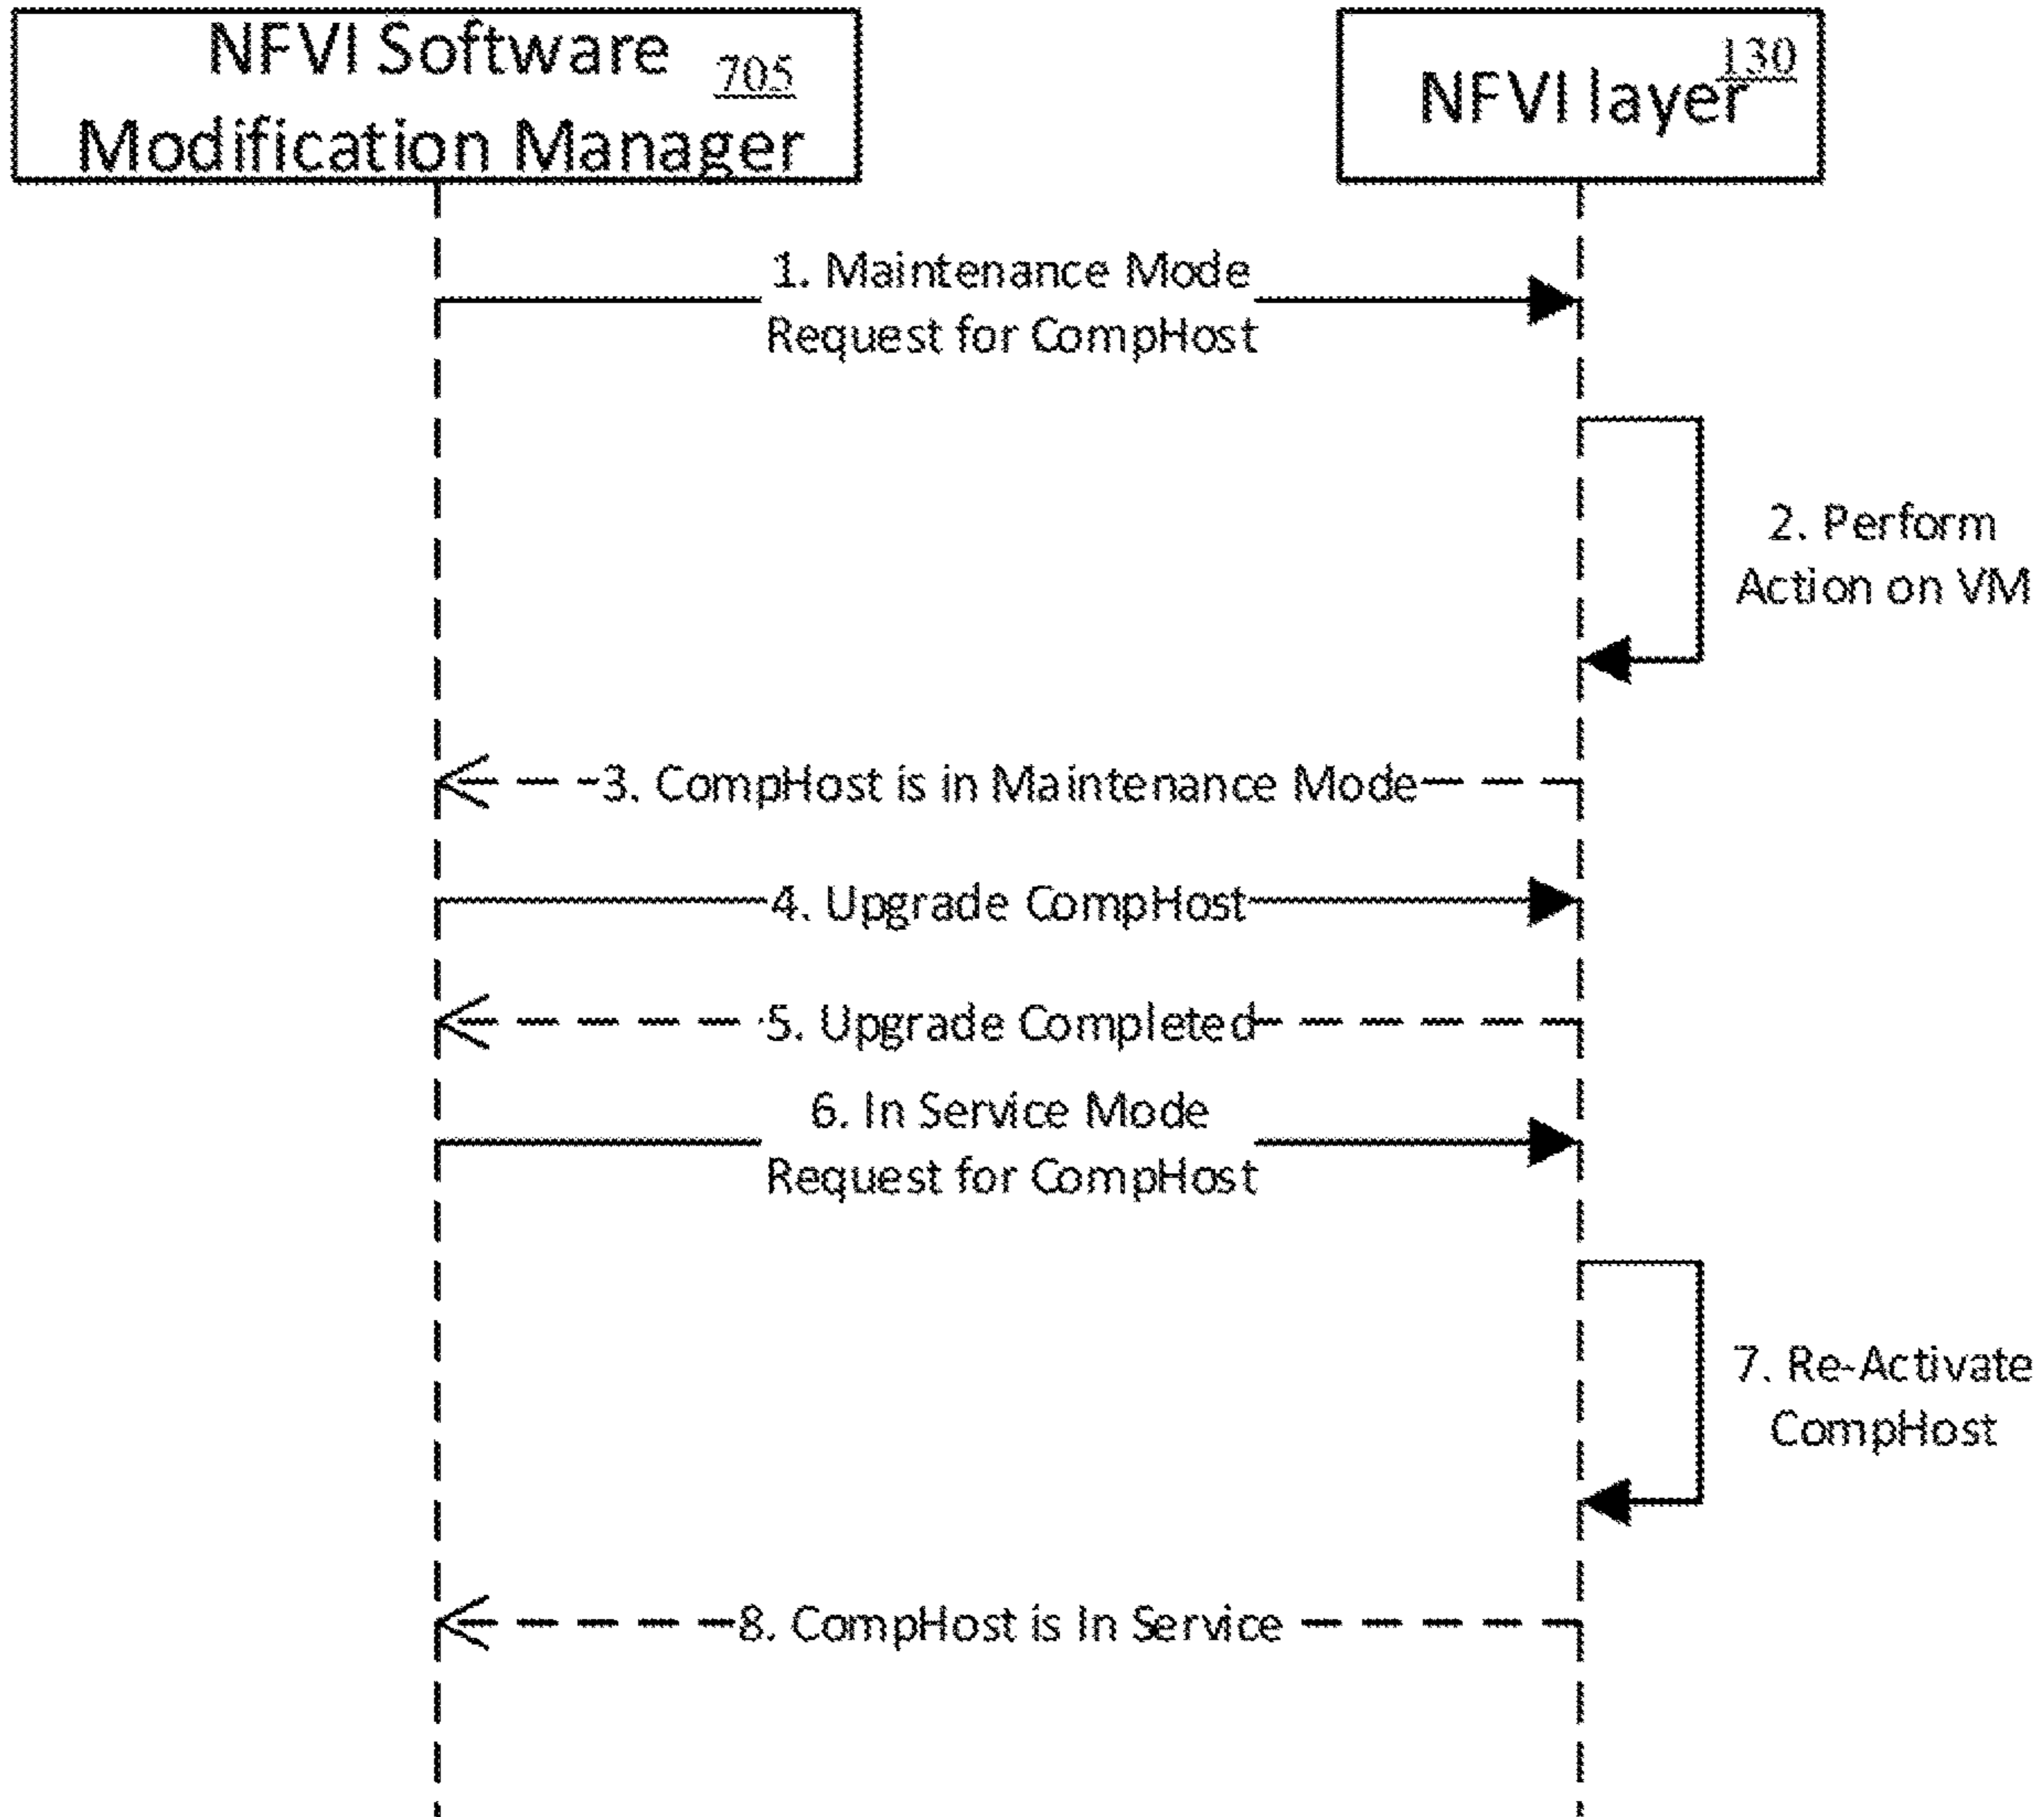 NFVI Software
705
Modification Manager
130
NFVI layer
1. Maintenance Mode
Request for CompHost
2. Perform
Action on VM
3. CompHost is in Maintenance Mode
4. Upgrade CompHost
5. Upgrade Completed
6. In Service Mode
Request for CompHost
7. Re-Activate
CompHost
8. CompHost is In Service